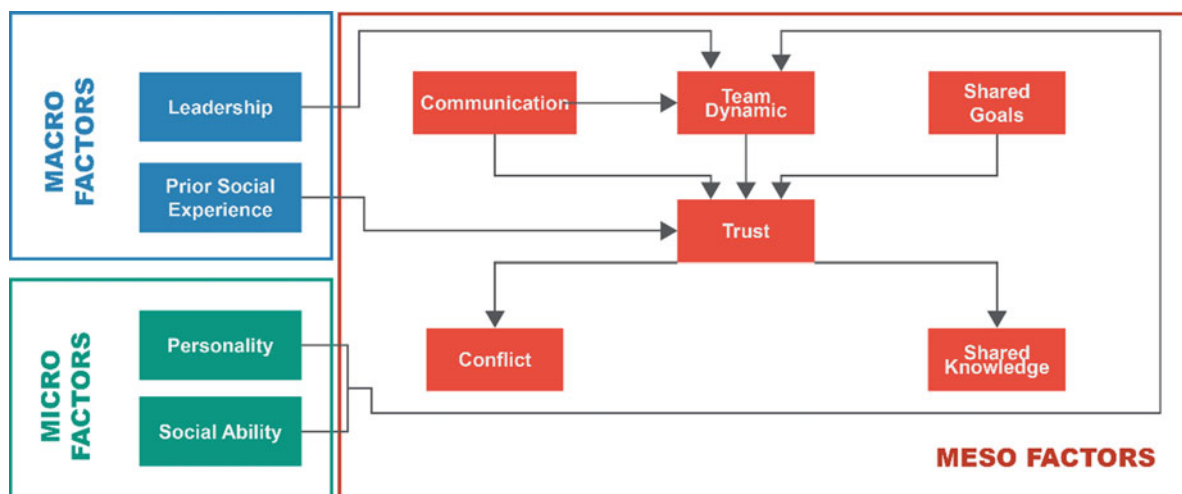 MACRO
FACTORS
Leadership
Prior Social
Experience
MICRO
FACTORS
Personality
Social Ability
Communication
Team
Dynamic
Shared
Goals
Trust
Conflict
Shared
Knowledge
MESO FACTORS